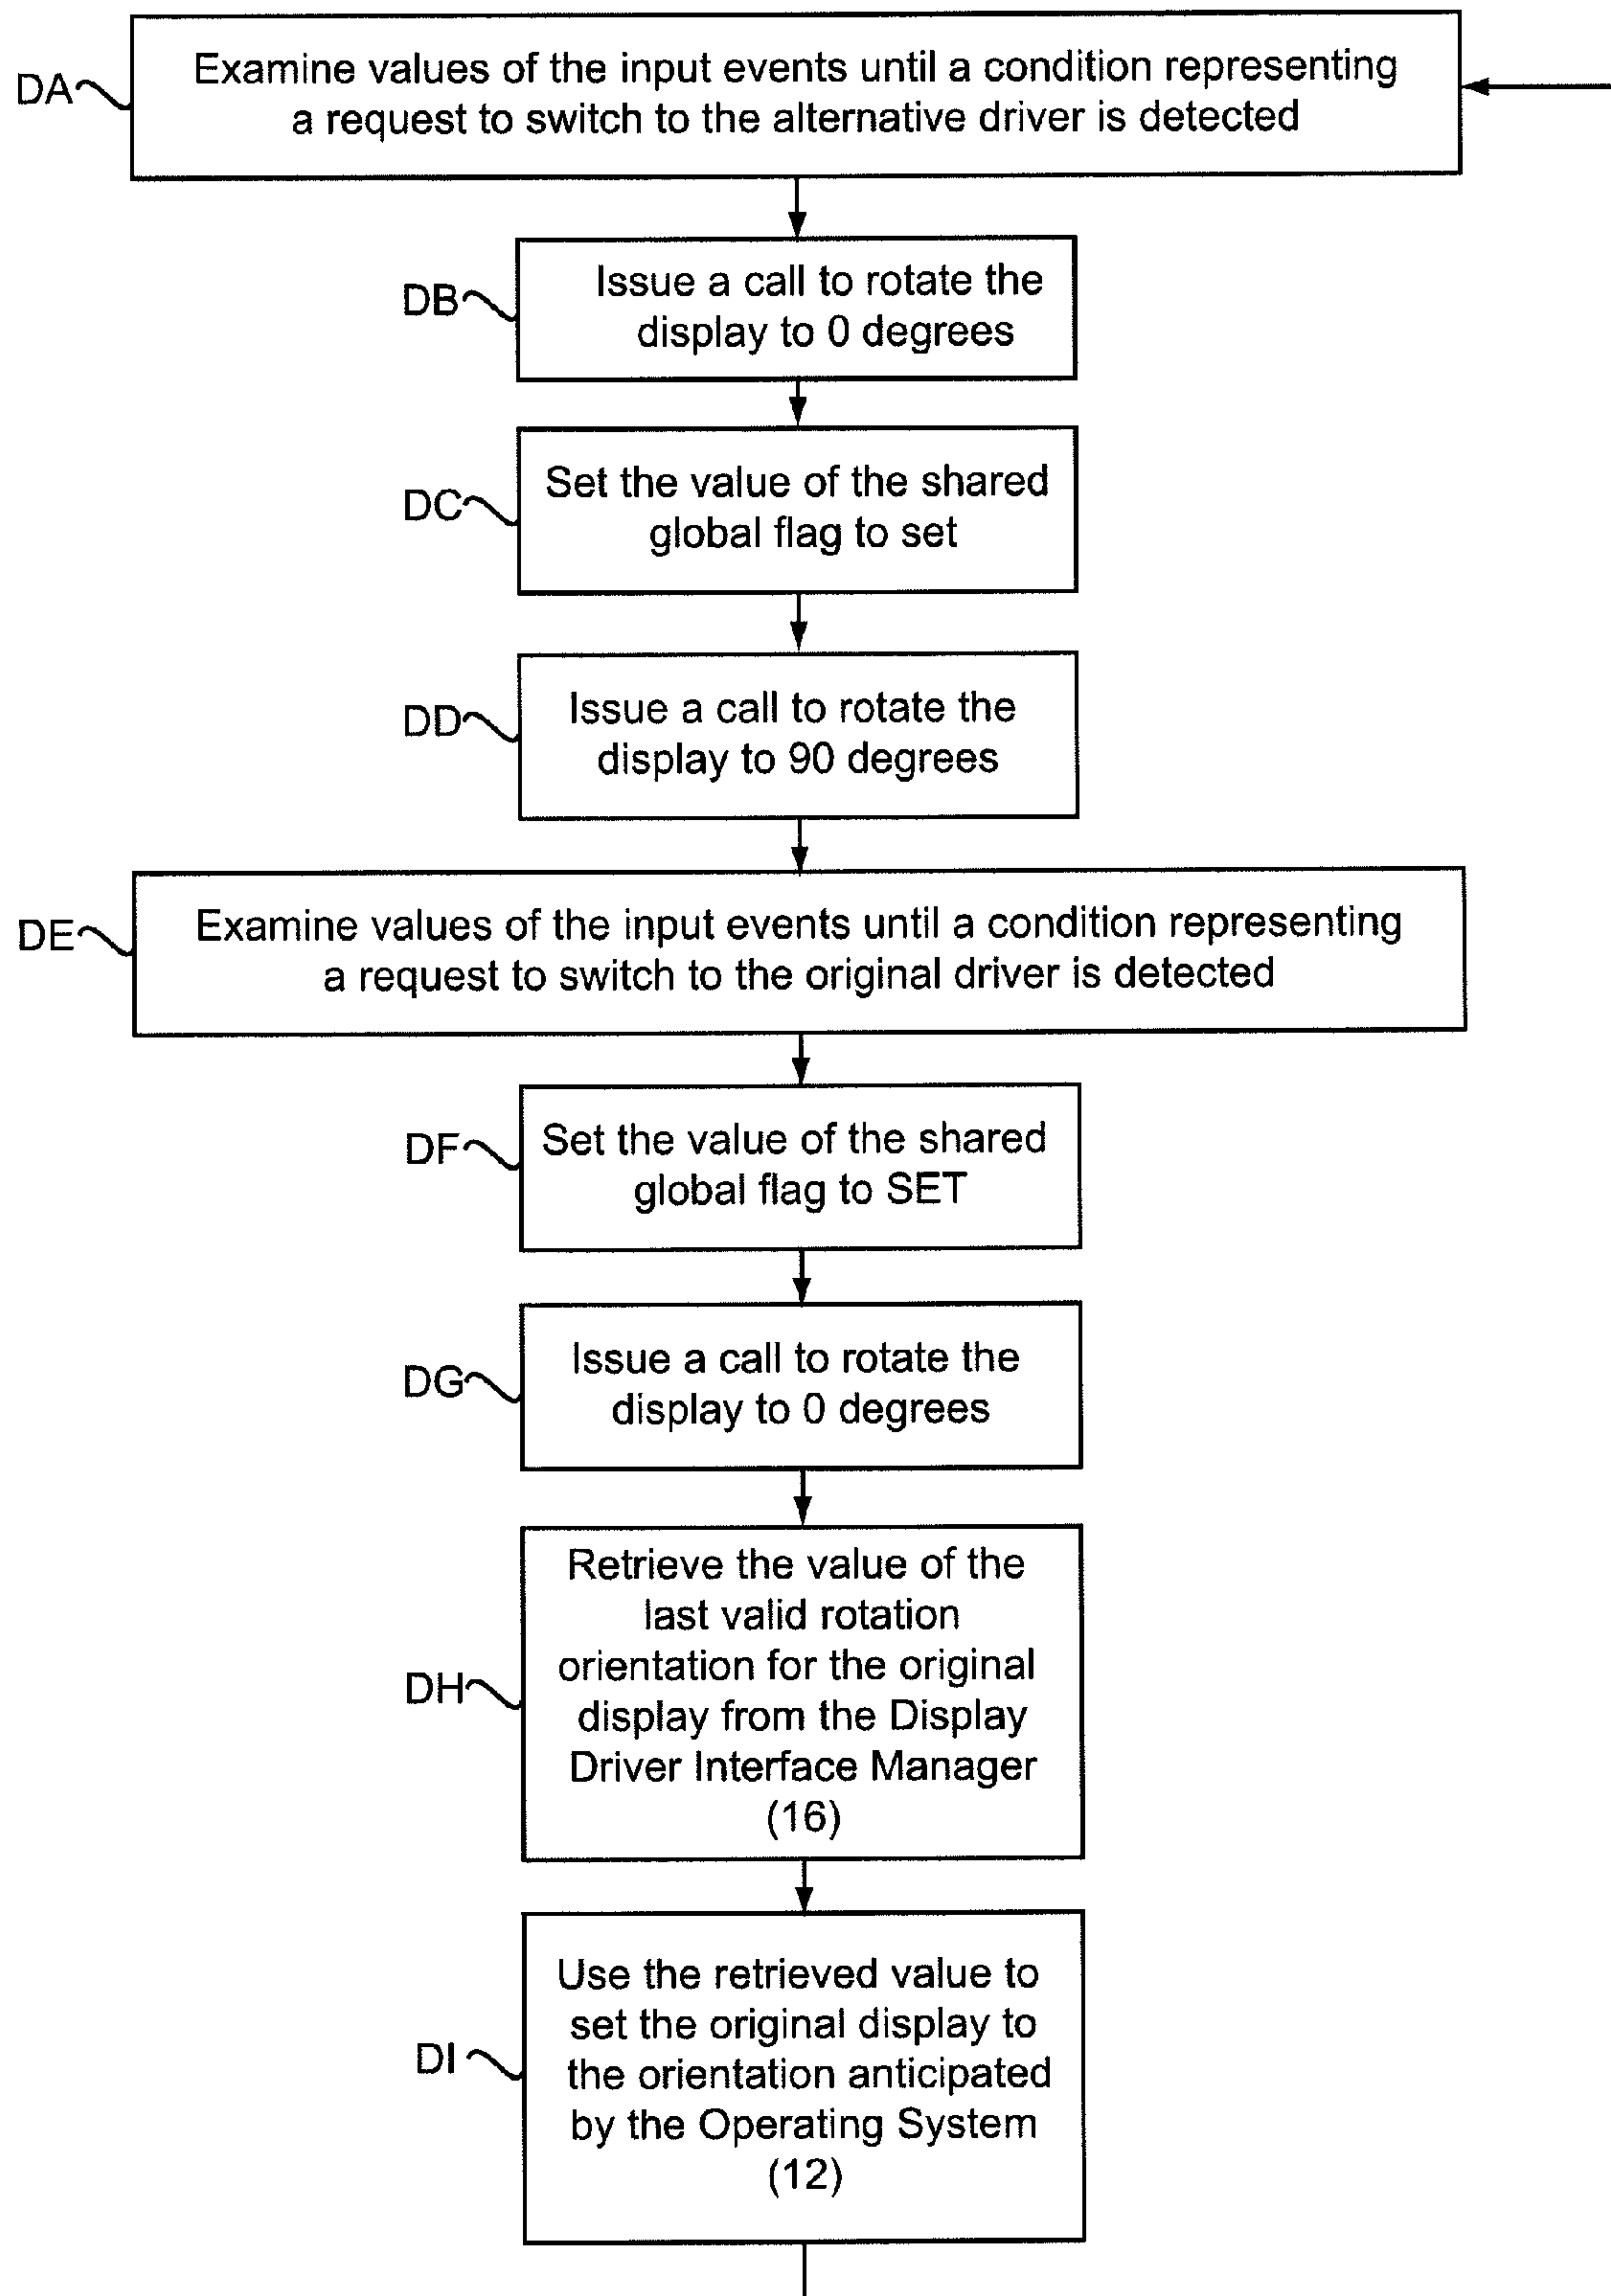 DA
Examine values of the input events until a condition representing
a request to switch to the alternative driver is detected
DB
Issue a call to rotate the
display to 0 degrees
DC
Set the value of the shared
global flag to set
DD
Issue a call to rotate the
display to 90 degrees
DE
Examine values of the input events until a condition representing
a request to switch to the original driver is detected
DF
Set the value of the shared
global flag to SET
DG
Issue a call to rotate the
display to 0 degrees
DH
Retrieve the value of the
last valid rotation
orientation for the original
display from the Display
Driver Interface Manager
(16)
DI
Use the retrieved value to
set the original display to
the orientation anticipated
by the Operating System
(12)